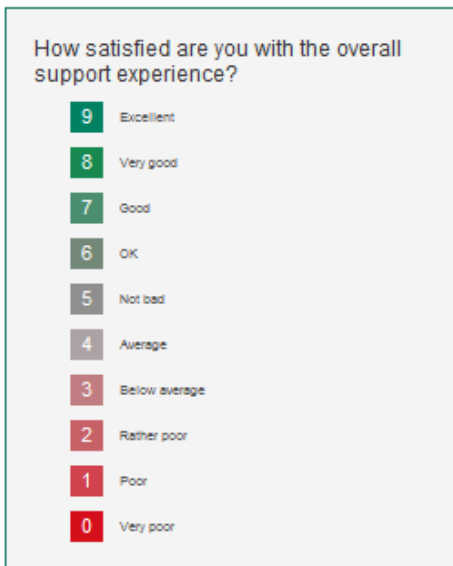 How satisfied are you with the overall
support experience?
9 Excellent
8 Very good
7 Good
6 OK
5 Not bad
4 Average
3 Below average
2 Rather poor
1 Poor
0 Very poor